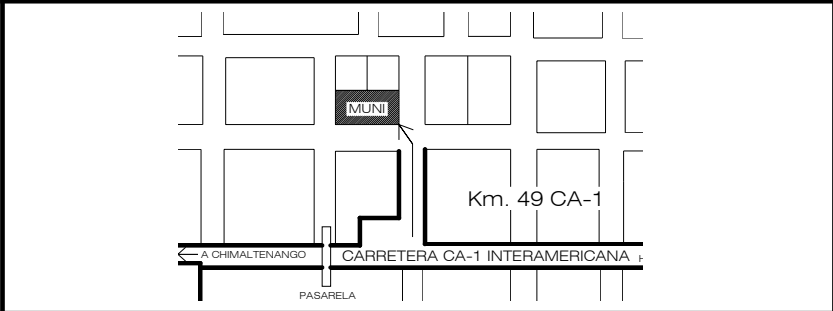 MUNI
Km. 49 CA-1
A CHIMALTENANGO
CARRETERA CA-1 INTERAMERICANA
PASARELA